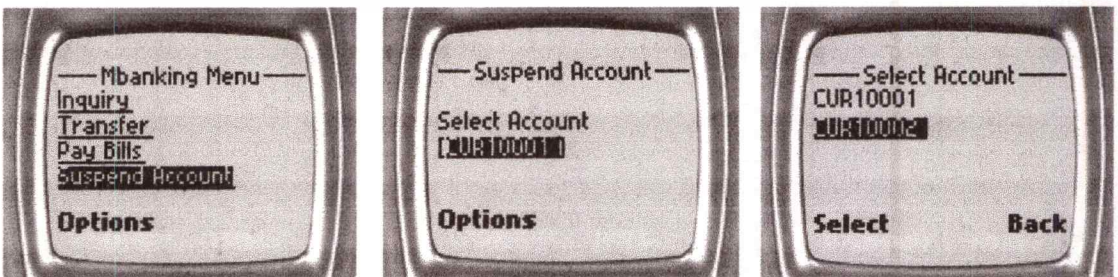 Mbanking Menu
Inquiry
Transfer
Pay Bills
Suspend Account
Options
Suspend Account
Select Account
[CUR10001]
Options
Select Account
CUR10001
CUR10002
Select Back